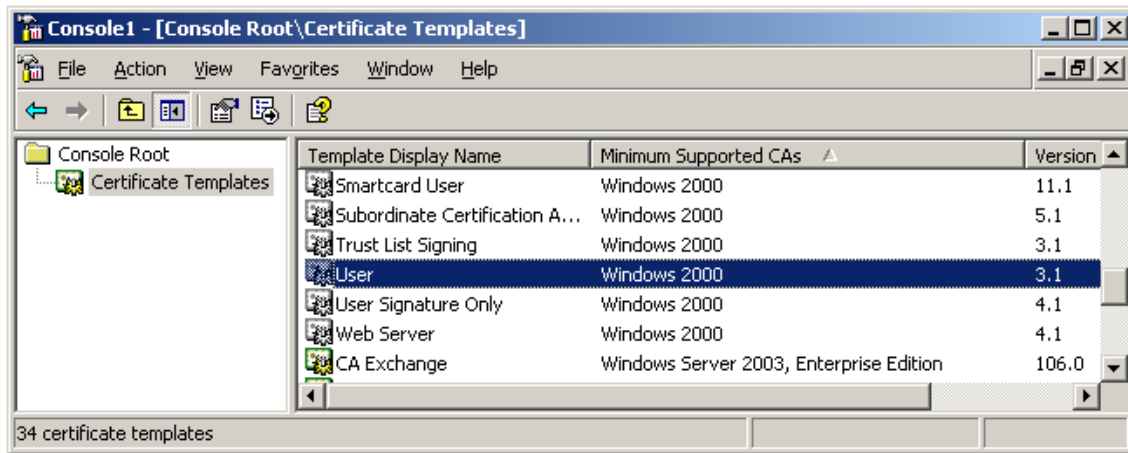 Console1 - [Console Root\Certificate Templates]
File Action View Favorites Window Help
Console Root
Certificate Templates
Template Display Name Minimum Supported CAs Version
Smartcard User Windows 2000 11.1
Subordinate Certification A... Windows 2000 5.1
Trust List Signing Windows 2000 3.1
User Windows 2000 3.1
User Signature Only Windows 2000 4.1
Web Server Windows 2000 4.1
CA Exchange Windows Server 2003, Enterprise Edition 106.0
34 certificate templates